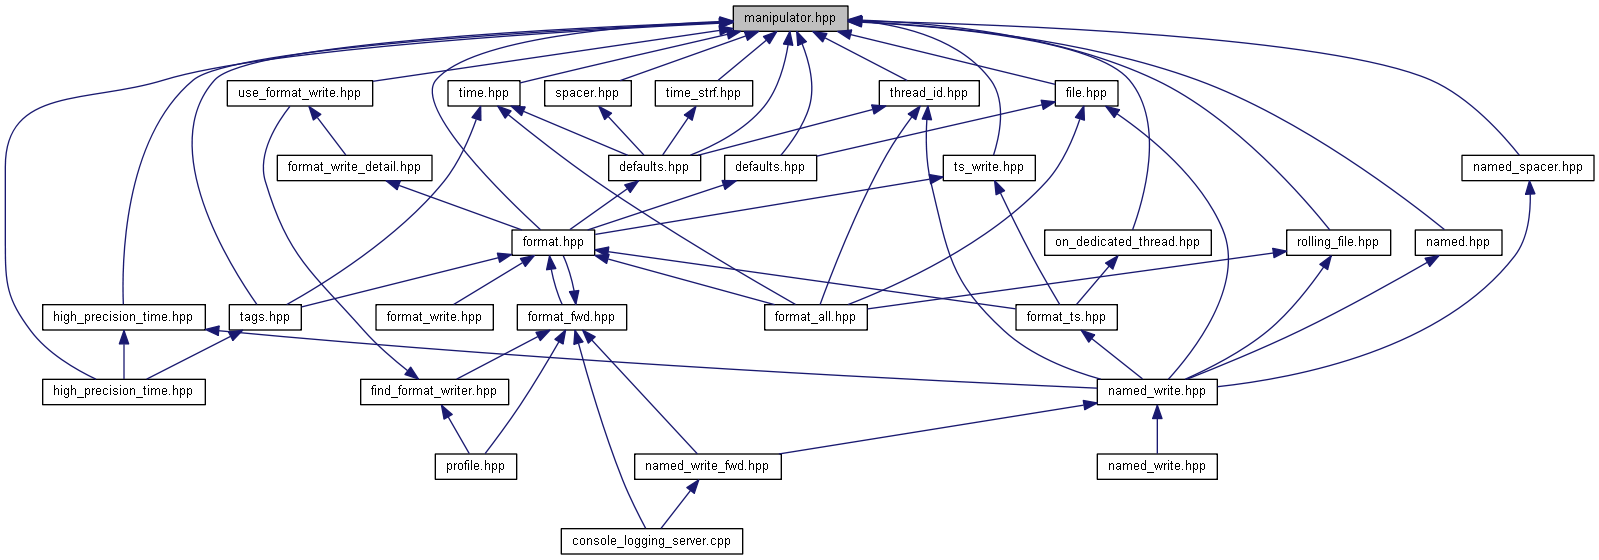 manipulator.hpp
use_format_write.hpp
time.hpp
spacer.hpp
time_strf.hpp
thread_id.hpp
file.hpp
format_write_detail.hpp
defaults.hpp
defaults.hpp
ts_write.hpp
named_spacer.hpp
format.hpp
on_dedicated_thread.hpp
rolling_file.hpp
named.hpp
high_precision_time.hpp
tags.hpp
format_write.hpp
format_fwd.hpp
format_all.hpp
format_ts.hpp
high_precision_time.hpp
find_format_writer.hpp
named_write.hpp
profile.hpp
named_write_fwd.hpp
named_write.hpp
console_logging_server.cpp